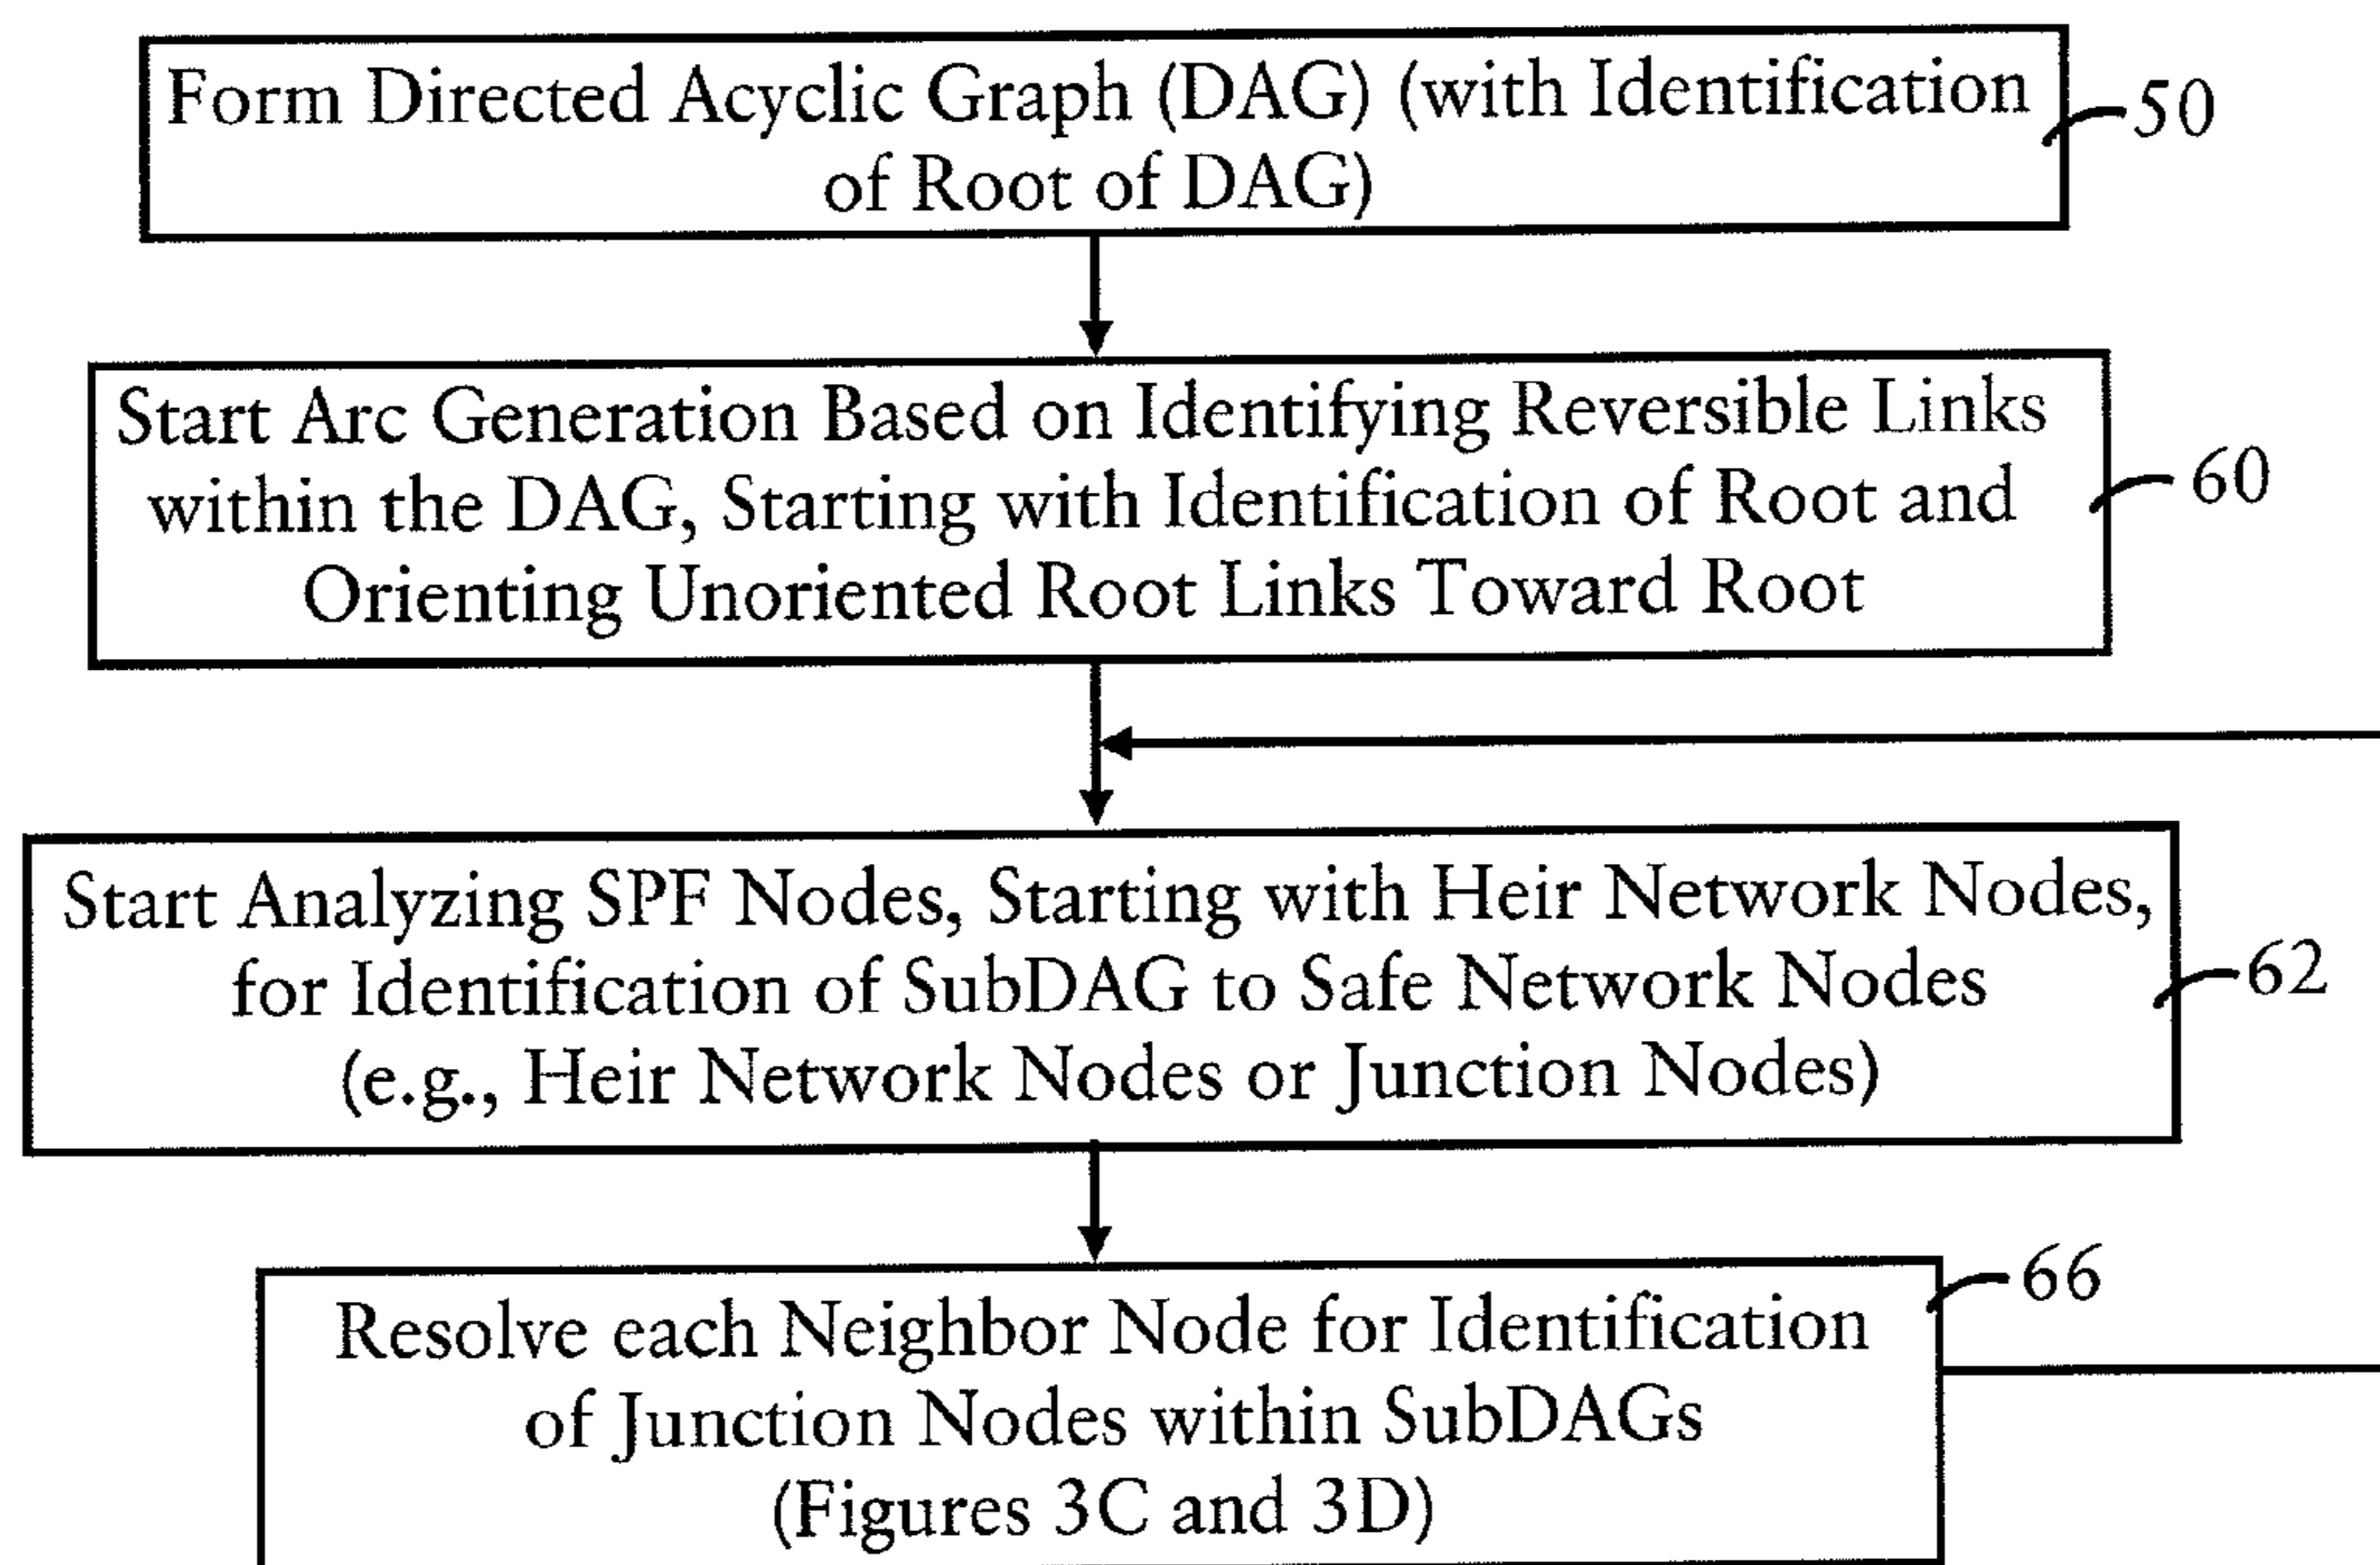 Form Directed Acyclic Graph (DAG) (with Identification
of Root of DAG)
50
Start Arc Generation Based on Identifying Reversible Links
within the DAG, Starting with Identification of Root and
Orienting Unoriented Root Links Toward Root
60
Start Analyzing SPF Nodes, Starting with Heir Network Nodes,
for Identification of SubDAG to Safe Network Nodes
(e.g., Heir Network Nodes or Junction Nodes)
62
Resolve each Neighbor Node for Identification
of Junction Nodes within SubDAGs
(Figures 3C and 3D)
66